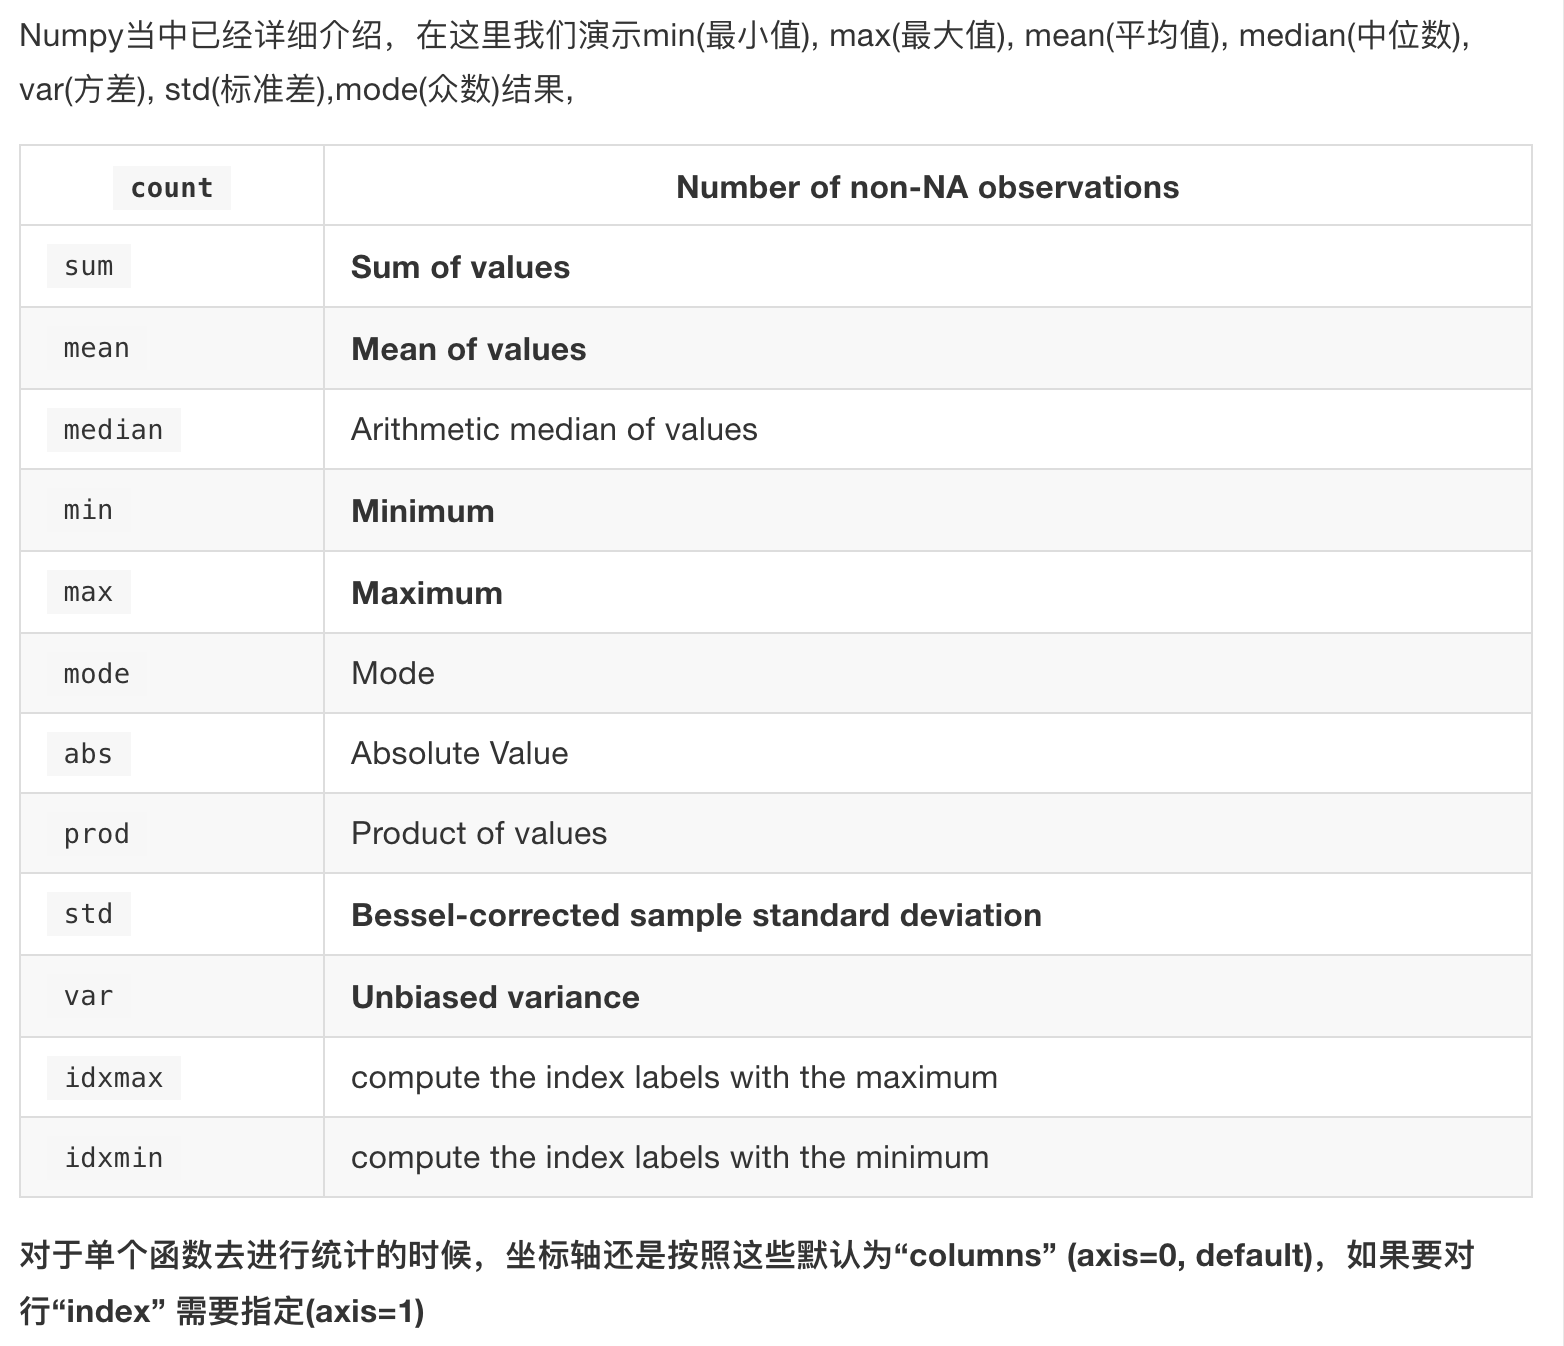 Numpy当中已经详细介绍，在这里我们演示min(最小值), max(最大值), mean(平均值), median(中位数),
var(方差), std(标准差),mode(众数)结果,
count Number of non-NA observations
sum Sum of values
mean Mean of values
median Arithmetic median of values
min Minimum
max Maximum
mode Mode
abs Absolute Value
prod Product of values
std Bessel-corrected sample standard deviation
var Unbiased variance
idxmax compute the index labels with the maximum
idxmin compute the index labels with the minimum
对于单个函数去进行统计的时候，坐标轴还是按照这些默认为“columns” (axis=0, default)，如果要对
行“index” 需要指定(axis=1)